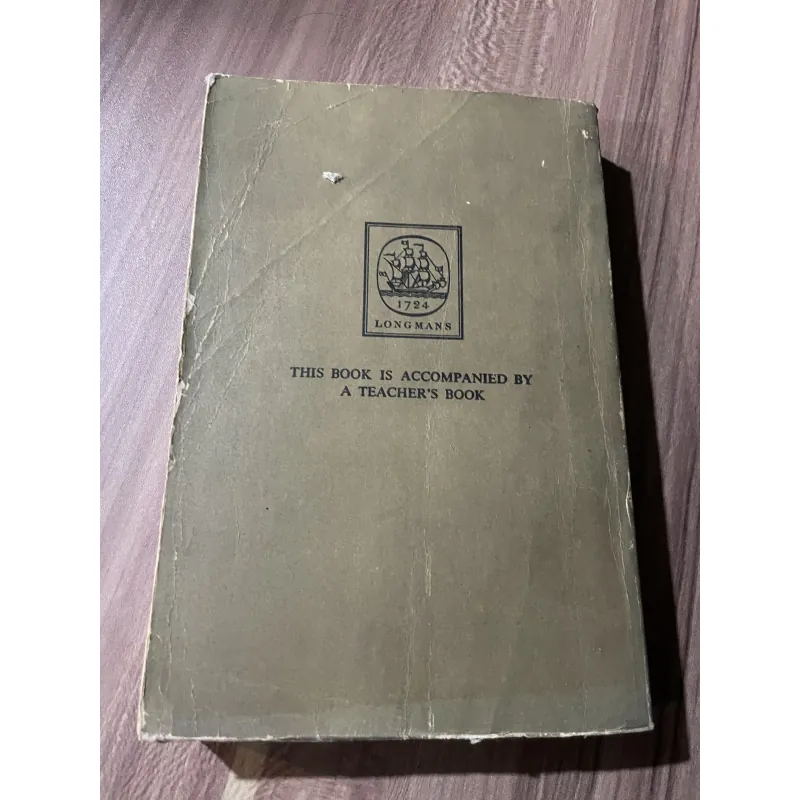 1724
LONGMANS
THIS BOOK IS ACCOMPANIED BY
A TEACHER'S BOOK